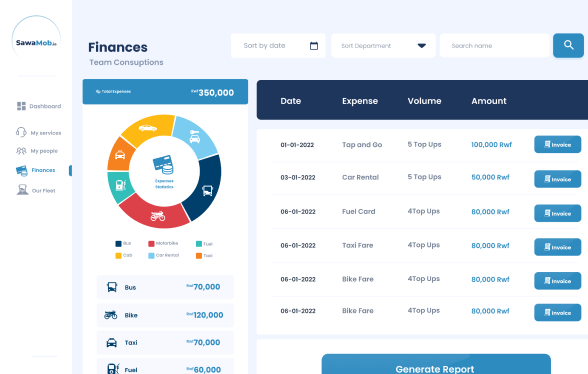 SawaMob.io
Dashboard
My services
My people
Finances
Our Fleet
Finances
Team Consuptions
Sort by date
Sort Department
Search name
Total Expenses
Rwf 350,000
Expenses
Statistics
Bus
Motorbike
Fuel
Cab
Car Rental
Taxi
Bus
Rwf 70,000
Bike
Rwf 120,000
Taxi
Rwf 70,000
Fuel
Rwf 60,000
Date Expense Volume Amount
01-01-2022 Tap and Go 5 Top Ups 100,000 Rwf Invoice
03-01-2022 Car Rental 5 Top Ups 50,000 Rwf Invoice
06-01-2022 Fuel Card 4Top Ups 80,000 Rwf Invoice
06-01-2022 Taxi Fare 4Top Ups 80,000 Rwf Invoice
06-01-2022 Bike Fare 4Top Ups 80,000 Rwf Invoice
06-01-2022 Bike Fare 4Top Ups 80,000 Rwf Invoice
Generate Report